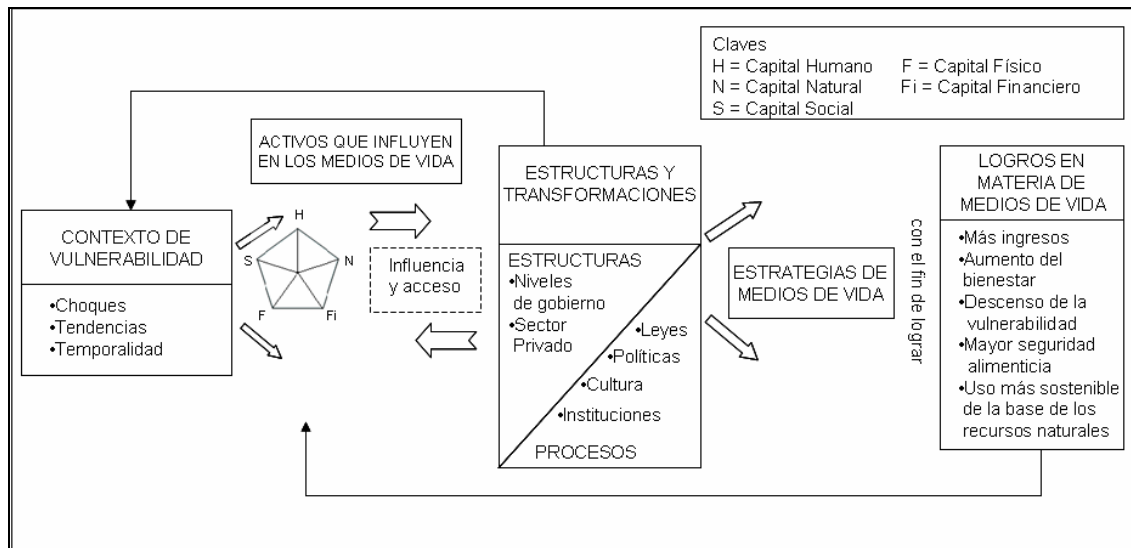 Claves
H = Capital Humano F = Capital Físico
N = Capital Natural Fi = Capital Financiero
S = Capital Social
ACTIVOS QUE INFLUYEN
EN LOS MEDIOS DE VIDA
CONTEXTO DE
VULNERABILIDAD
•Choques
•Tendencias
•Temporalidad
H
S
N
F
Fi
Influencia
y acceso
ESTRUCTURAS Y
TRANSFORMACIONES
ESTRUCTURAS
•Niveles
de gobierno
•Sector
Privado
•Leyes
•Políticas
•Cultura
•Instituciones
PROCESOS
ESTRATEGIAS DE
MEDIOS DE VIDA
con el fin de lograr
LOGROS EN
MATERIA DE
MEDIOS DE VIDA
•Más ingresos
•Aumento del
bienestar
•Descenso de la
vulnerabilidad
•Mayor seguridad
alimenticia
•Uso más sostenible
de la base de los
recursos naturales